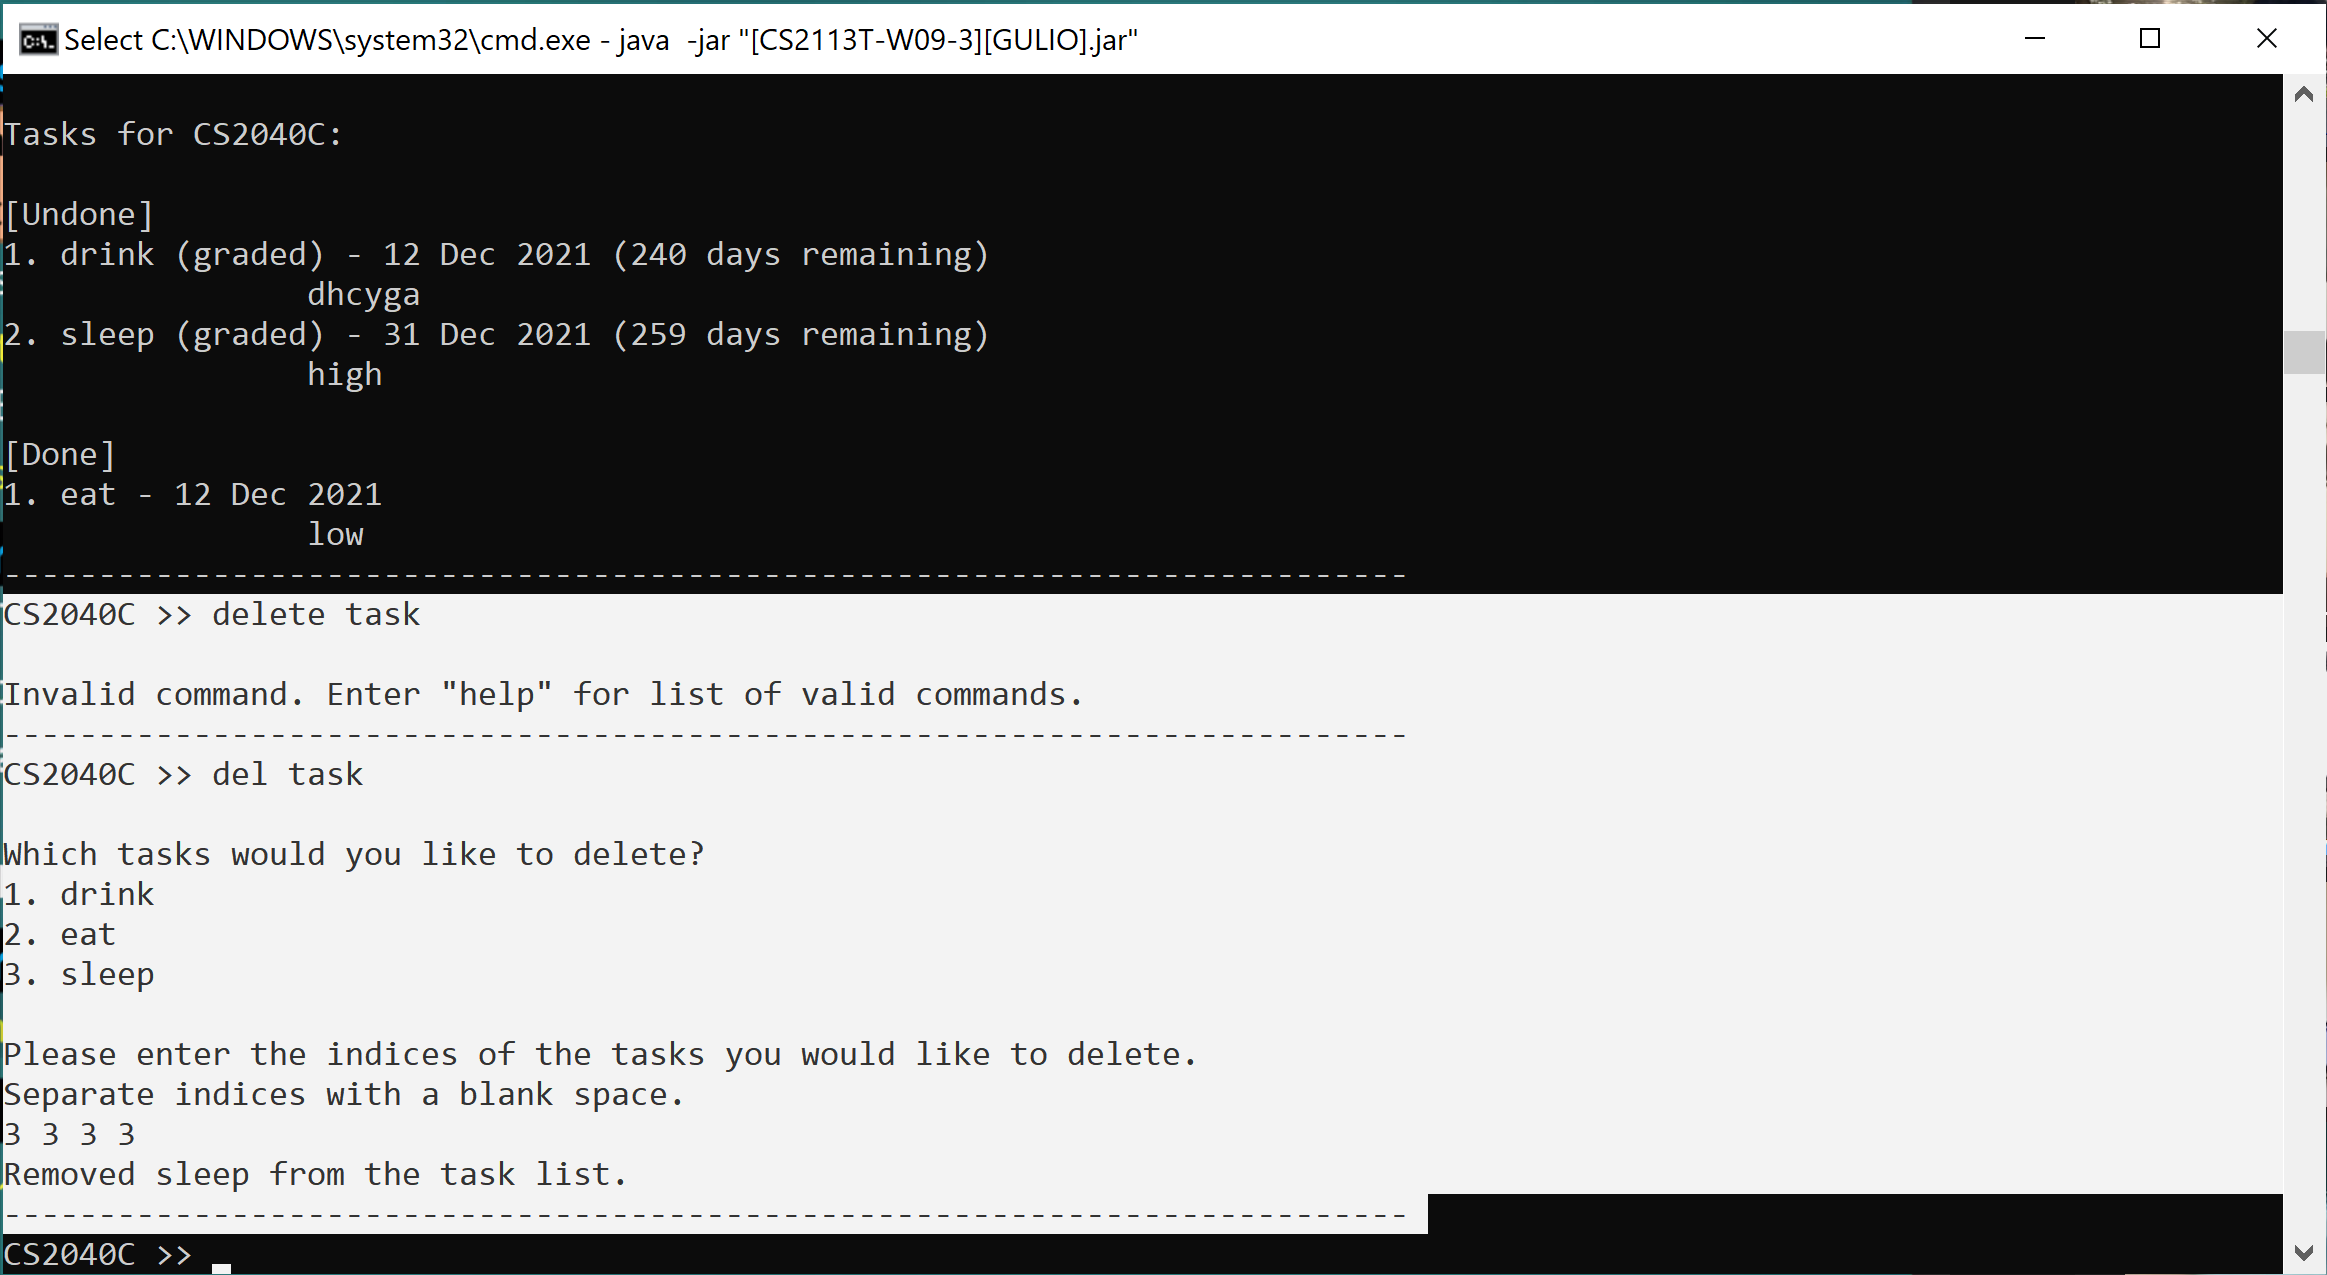 Select C:\WINDOWS\system32\cmd.exe - java  -jar "[CS2113T-W09-3][GULIO].jar"
Tasks for CS2040C:
[Undone]
1. drink (graded) - 12 Dec 2021 (240 days remaining)
dhcyga
2. sleep (graded) - 31 Dec 2021 (259 days remaining)
high
[Done]
1. eat - 12 Dec 2021
low
--------------------------------------------------------------------------
CS2040C >> delete task
Invalid command. Enter "help" for list of valid commands.
--------------------------------------------------------------------------
CS2040C >> del task
Which tasks would you like to delete?
1. drink
2. eat
3. sleep
Please enter the indices of the tasks you would like to delete.
Separate indices with a blank space.
3 3 3 3
Removed sleep from the task list.
--------------------------------------------------------------------------
CS2040C >>